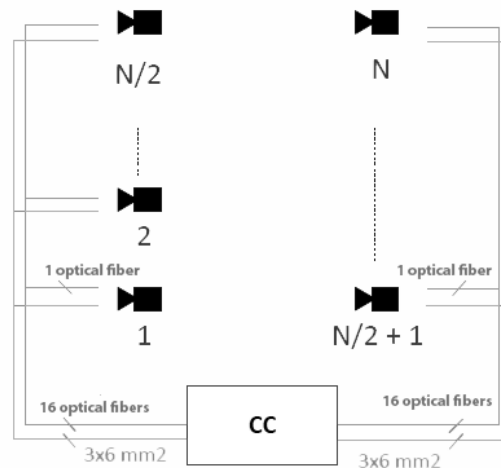 N/2
N
2
1 optical fiber
1 optical fiber
1
N/2 + 1
16 optical fibers
16 optical fibers
CC
3x6 mm2
3x6 mm2